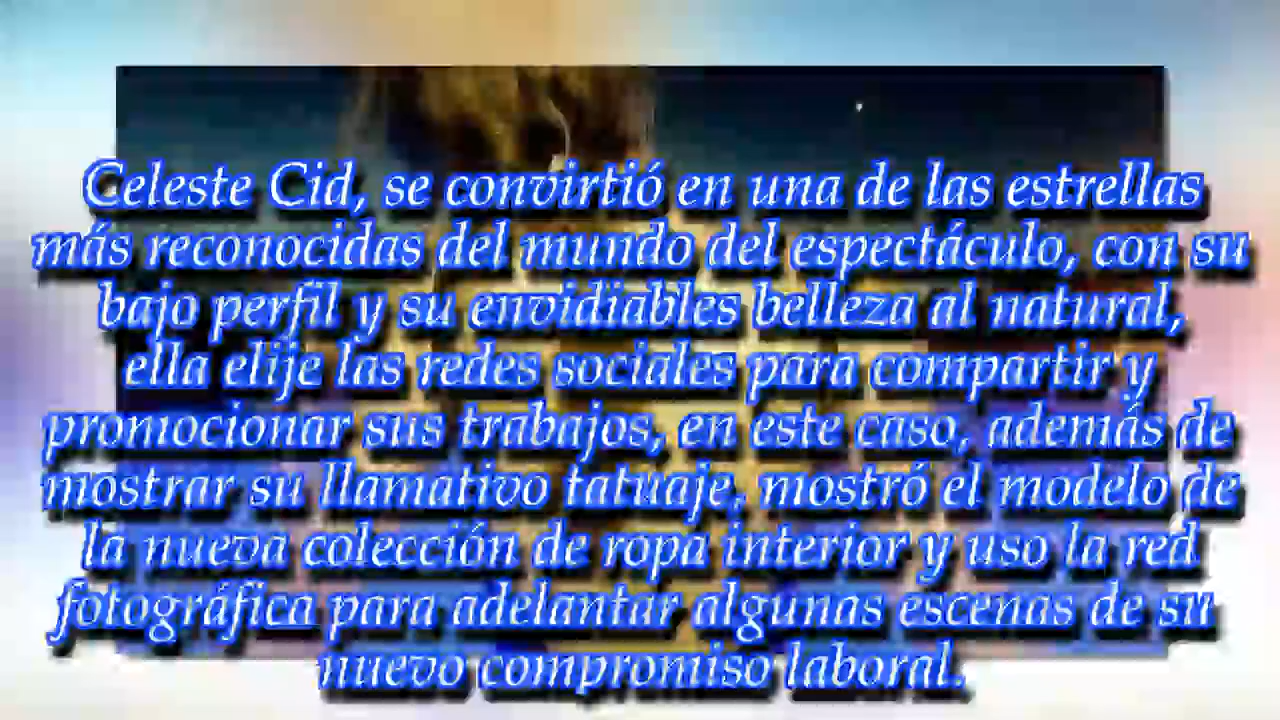 Celeste Cid, se convirtió en una de las estrellas
más reconocidas del mundo del espectáculo, con su
bajo perfil y su envidiables belleza al natural,
ella elije las redes sociales para compartir y
promocionar sus trabajos, en este caso, además de
mostrar su llamativo tatuaje, mostró el modelo de
la nueva colección de ropa interior y uso la red
fotográfica para adelantar algunas escenas de su
nuevo compromiso laboral.